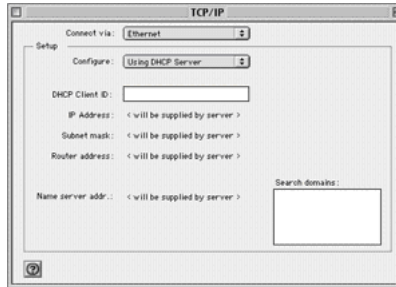 TCP/IP
Connect via: Ethernet
Setup
Configure: Using DHCP Server
DHCP Client ID:
IP Address: < will be supplied by server >
Subnet mask: < will be supplied by server >
Router address: < will be supplied by server >
Search domains:
Name server addr.: < will be supplied by server >
?